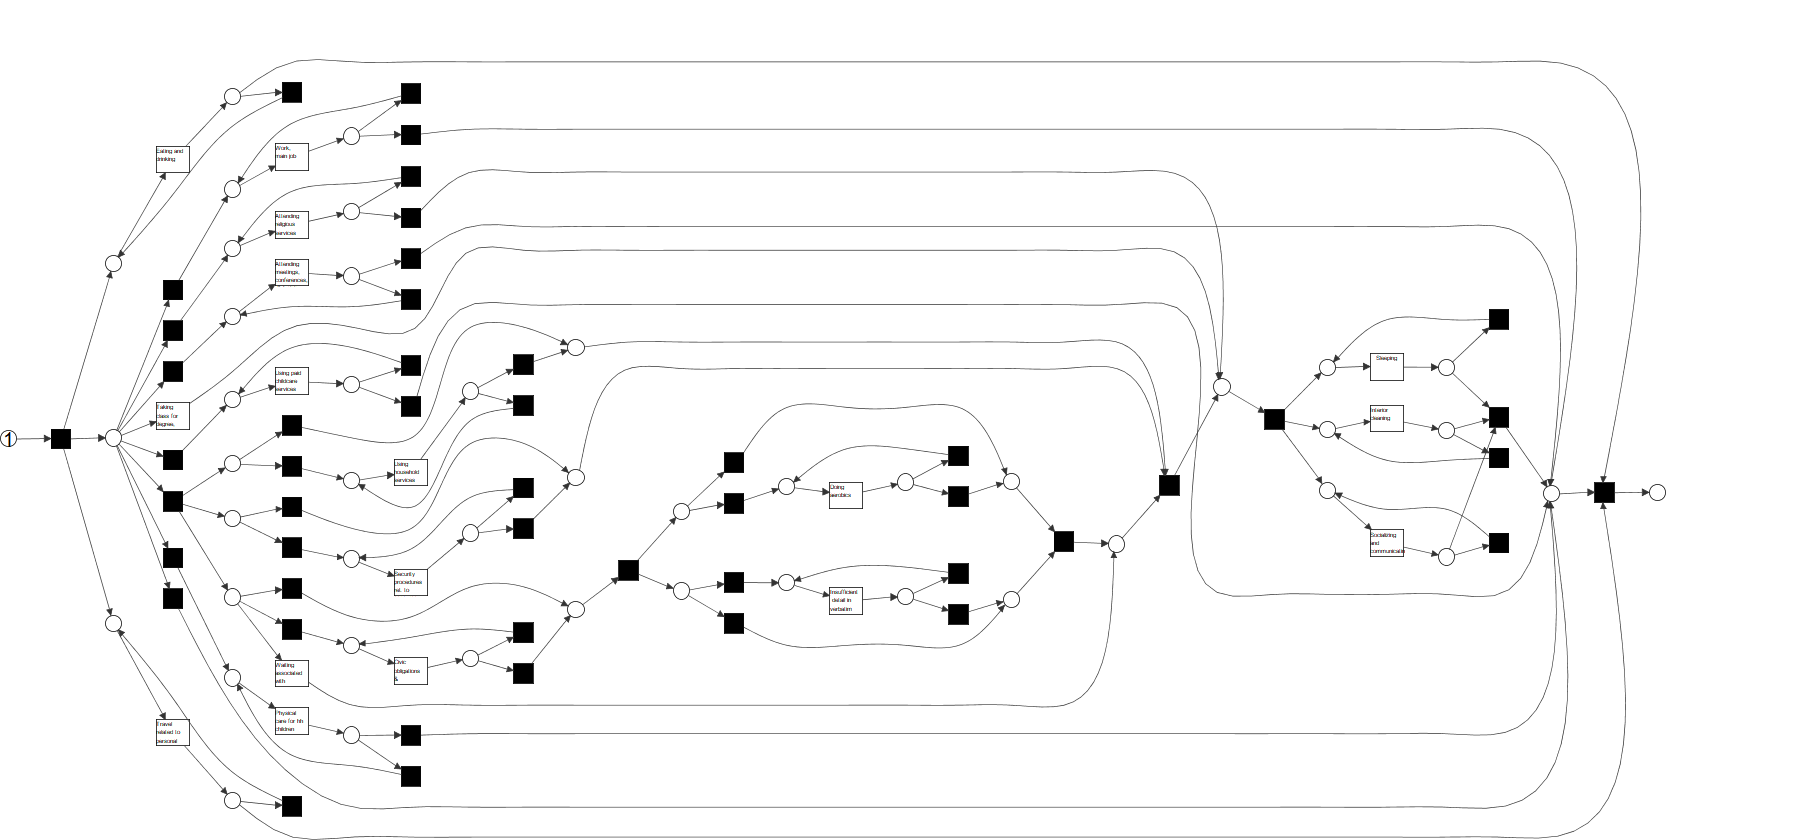 1
Eating and
drinking
Work,
main job
Attending
religious
services
Attending
meetings,
conferences,
Using paid
childcare
services
Taking
class for
degree,
Using
household
services
Security
procedures
rel. to
Civic
obligations
&
Waiting
associated
with
Physical
care for hh
children
Travel
related to
personal
Doing
aerobics
Insufficient
detail in
verbatim
Sleeping
Interior
cleaning
Socializing
and
communicatin